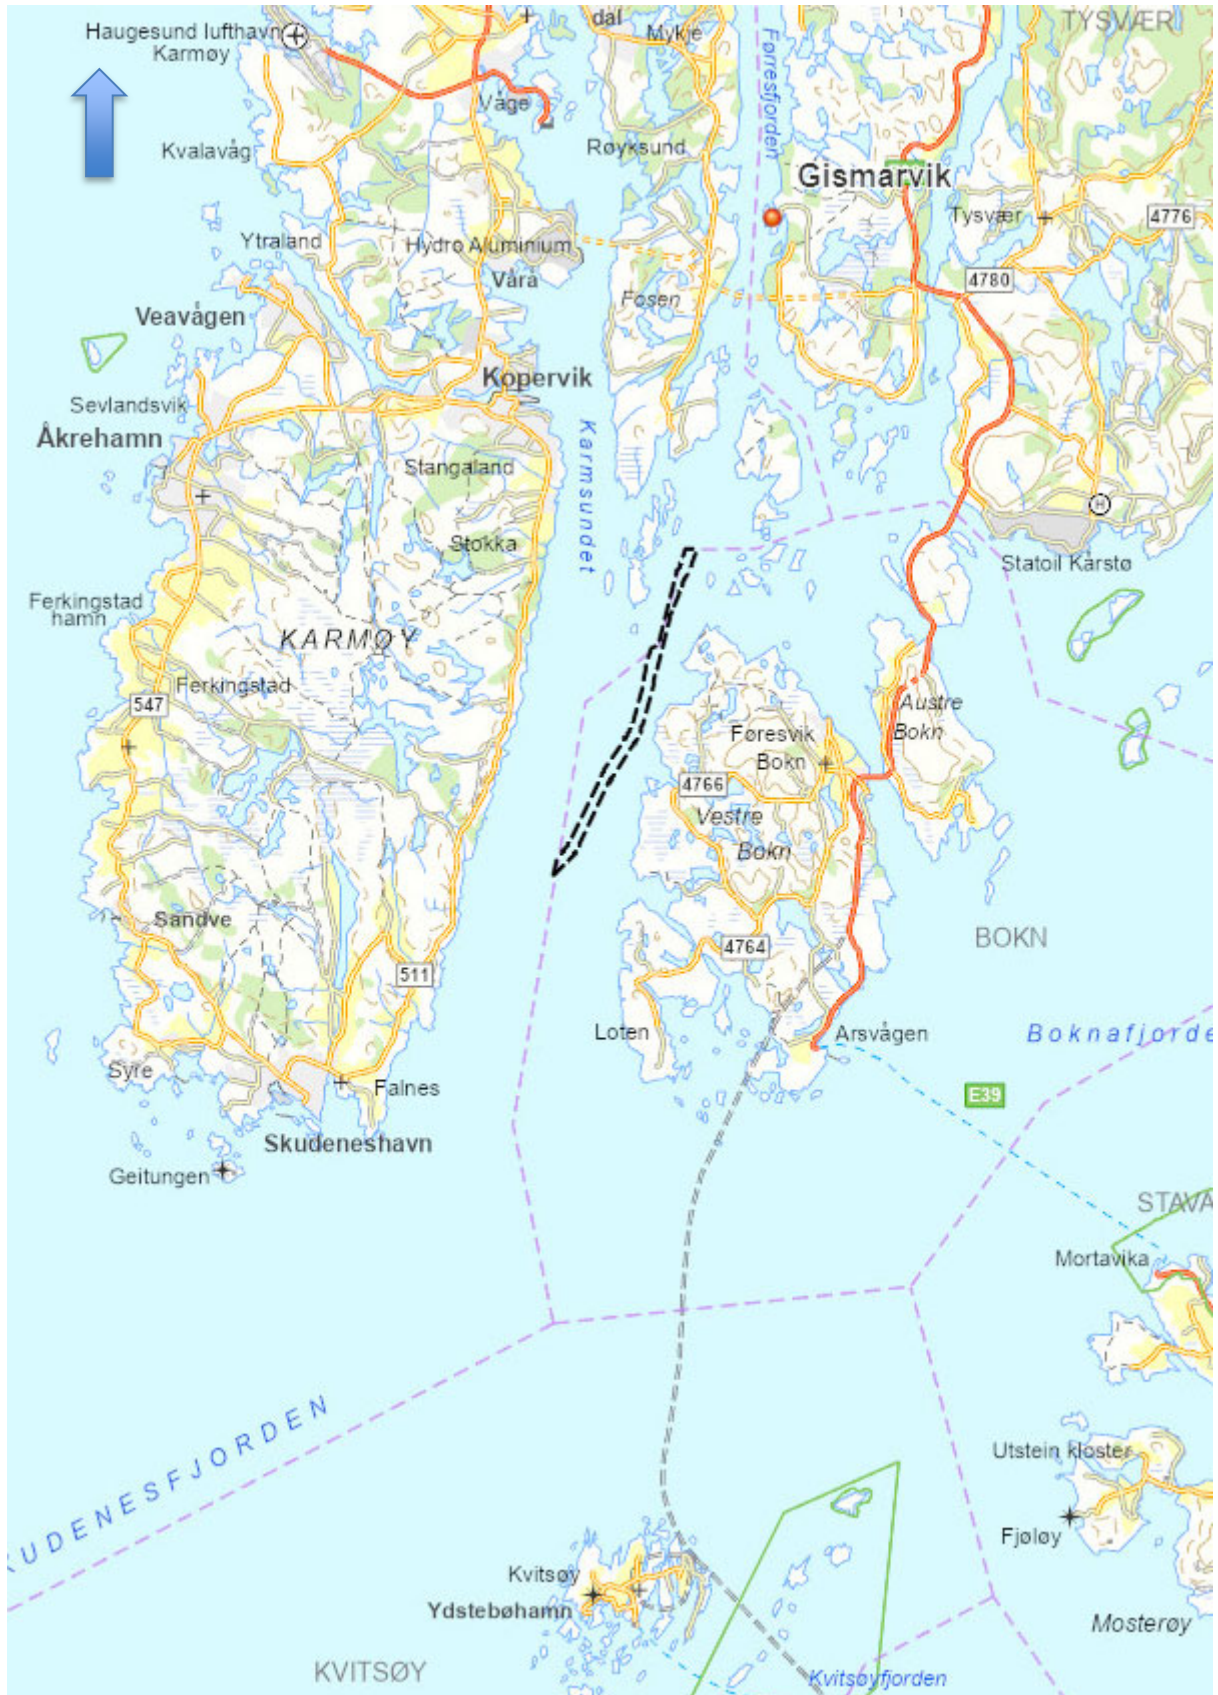 TYSVÆR
dal
Haugesund lufthavn
Karmøy
Mykje
Førresfjorden
Våge
Kvalavåg
Røyksund
Gismarvik
Tysvær
4776
Ytraland
Hydro Aluminium
Våra
4780
Fosen
Veavågen
Kopervik
Sevlandsvik
Åkrehamn
Karmsundet
Stangaland
H
Stokka
Statoil Kårstø
Ferkingstad
hamn
KARMØY
Ferkingstad
547
Austre
Bokn
Føresvik
Bokn
4766
Vestre
Bokn
Sandve
4764
BOKN
511
Loten
Arsvågen
Boknafjorde
Syre
Falnes
E39
Skudeneshavn
Geitungen
STAVA
Mortavika
KUDENESFJORDEN
Utstein kloster
Fjøløy
Kvitsøy
Ydstebøhamn
Mosterøy
KVITSØY
Kvitsøyfjorden